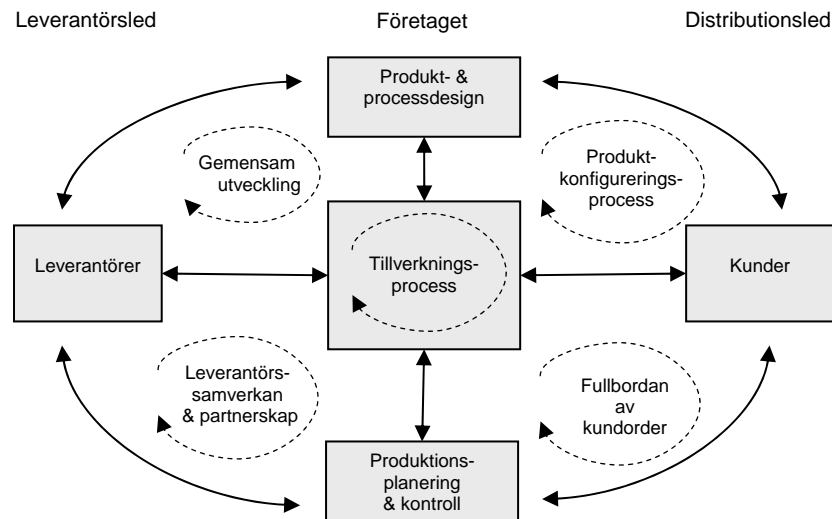 Leverantörsled
Företaget
Distributionsled
Produkt- &
processdesign
Gemensam
utveckling
Produkt-
konfigurerings-
process
Leverantörer
Tillverknings-
process
Kunder
Leverantörs-
samverkan
& partnerskap
Fullbordan
av
kundorder
Produktions-
planering
& kontroll